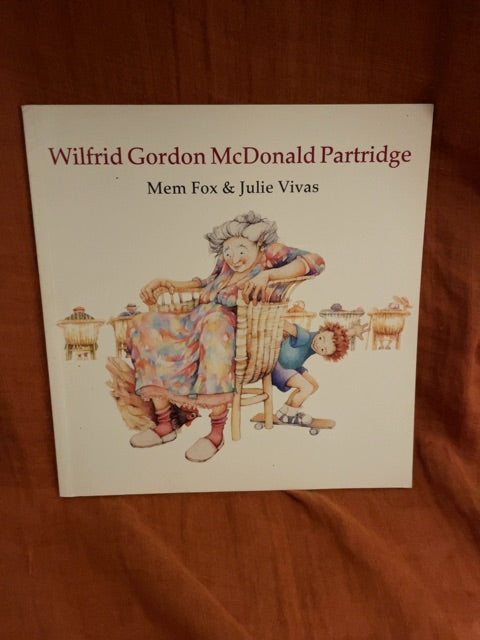 Wilfrid Gordon McDonald Partridge
Mem Fox & Julie Vivas